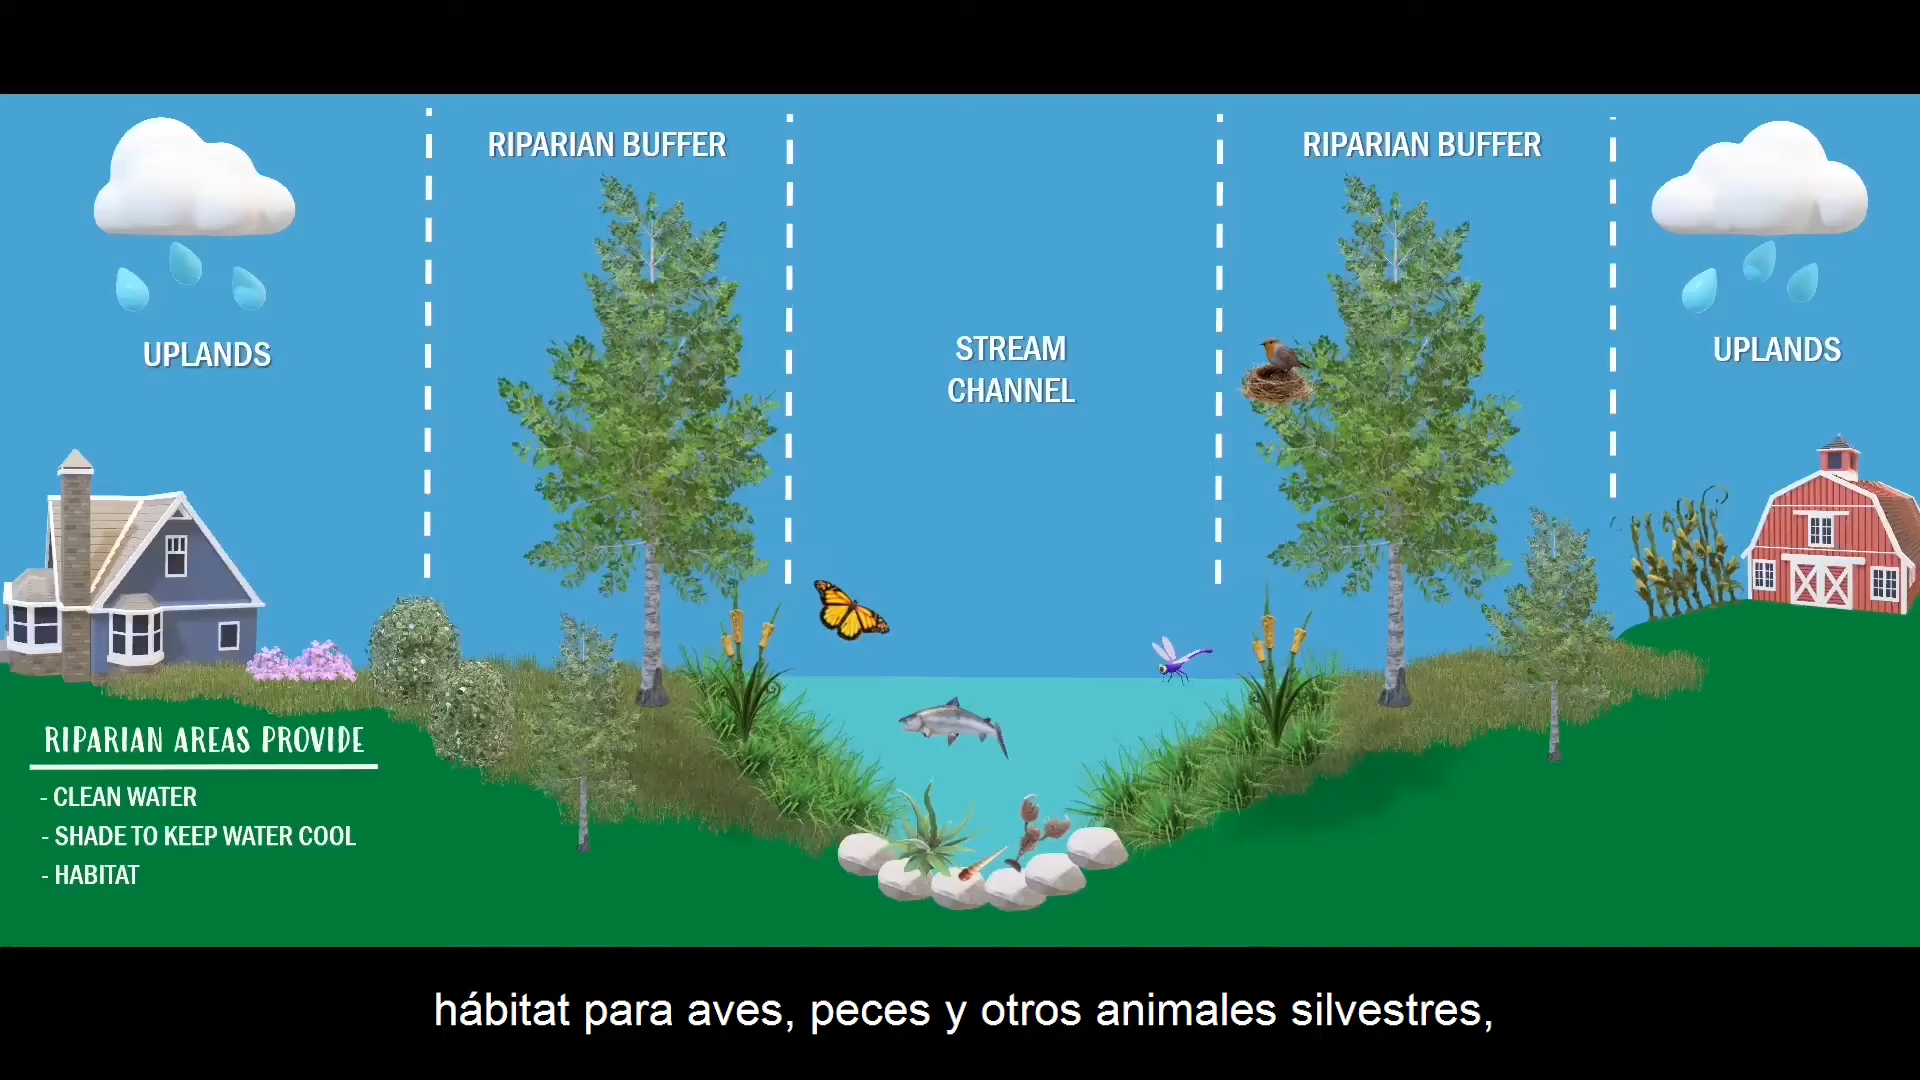 RIPARIAN BUFFER
RIPARIAN BUFFER
UPLANDS
STREAM
CHANNEL
UPLANDS
RIPARIAN AREAS PROVIDE
- CLEAN WATER
- SHADE TO KEEP WATER COOL
- HABITAT
hábitat para aves, peces y otros animales silvestres,